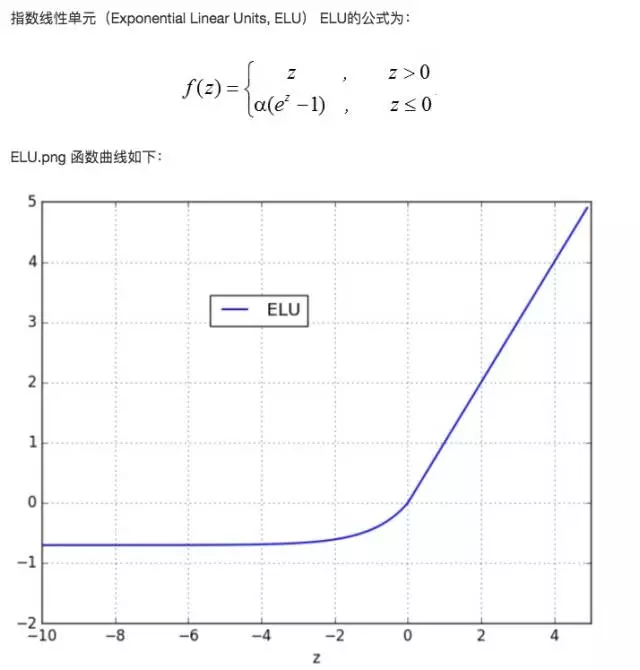 指数线性单元（Exponential Linear Units, ELU） ELU的公式为：
f(z) = { z , z > 0
α(e^z − 1) , z ≤ 0
ELU.png 函数曲线如下：
5
4
3
2
1
0
−1
−2
ELU
−10 −8 −6 −4 −2 0 2 4
z